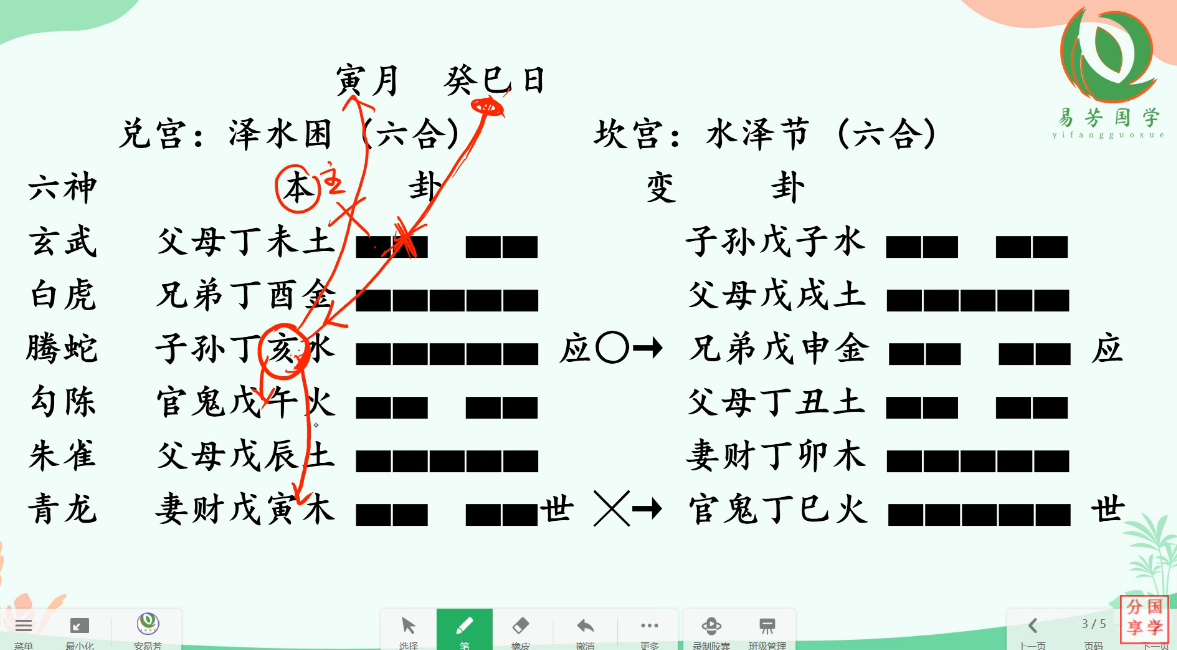 易芳国学
yifangguoxue
寅月 癸巳日
兑宫：泽水困（六合） 坎宫：水泽节（六合）
六神 本主 卦 变 卦
玄武 父母丁未土 子孙戊子水
白虎 兄弟丁酉金 父母戊戌土
腾蛇 子孙丁亥水 应○→ 兄弟戊申金 应
勾陈 官鬼戊午火 父母丁丑土
朱雀 父母戊辰土 妻财丁卯木
青龙 妻财戊寅木 世×→ 官鬼丁巳火 世
分国
享学
3/5
菜单 最小化 安易芳 选择 笔 橡皮 撤消 更多 录制胶囊 班级管理 上一页 页码 下一页